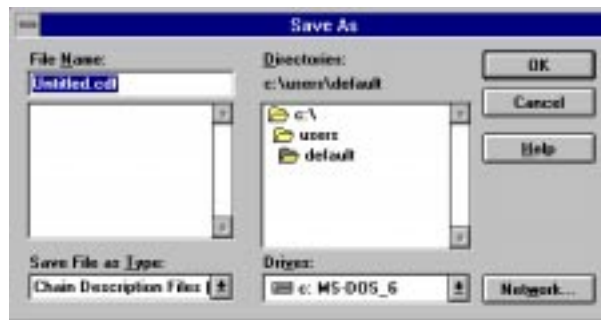 Save As
File Name:
Untitled.cdf
Directories:
c:\users\default
c:\
users
default
OK
Cancel
Help
Save File as Type:
Chain Description Files (
Drives:
c: MS-DOS_6
Network...